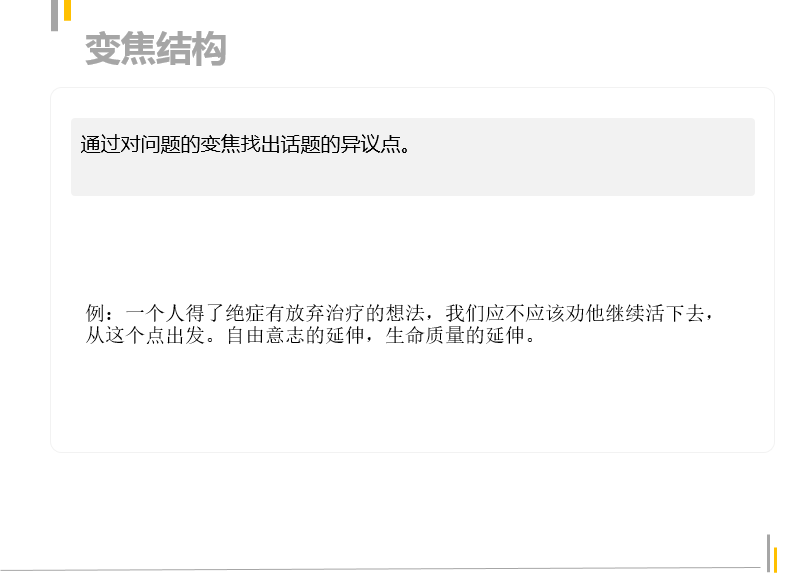 变焦结构
通过对问题的变焦找出话题的异议点。
例：一个人得了绝症有放弃治疗的想法，我们应不应该劝他继续活下去，
从这个点出发。自由意志的延伸，生命质量的延伸。